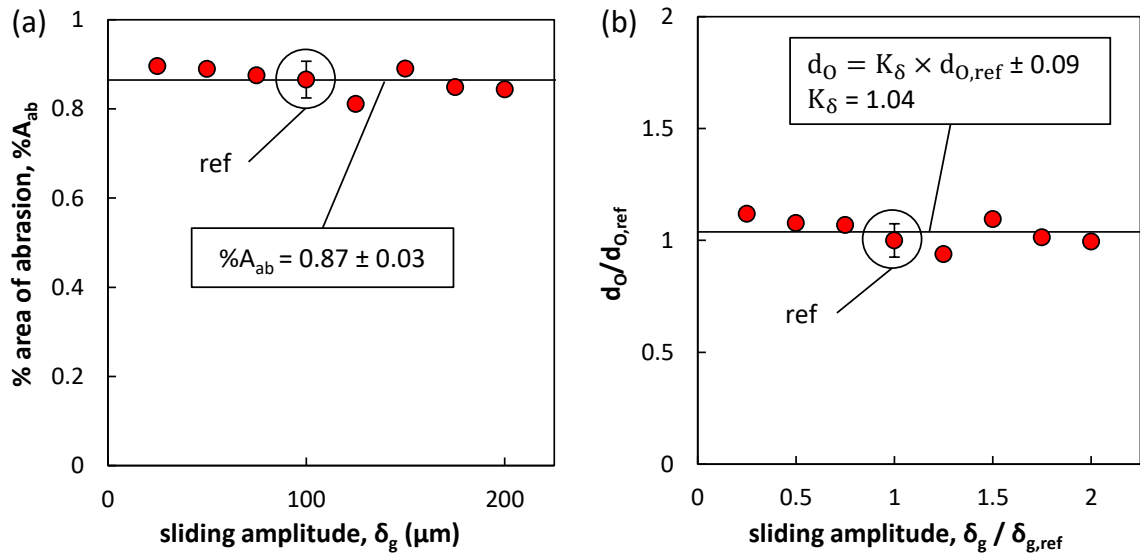 (a)
1
0.8
0.6
0.4
0.2
0
0
100
200
% area of abrasion, %A_ab
sliding amplitude, δ_g (μm)
ref
%A_ab = 0.87 ± 0.03
(b)
2
1.5
1
0.5
0
0
0.5
1
1.5
2
d_O/d_O,ref
sliding amplitude, δ_g / δ_g,ref
ref
d_O = K_δ × d_O,ref ± 0.09
K_δ = 1.04